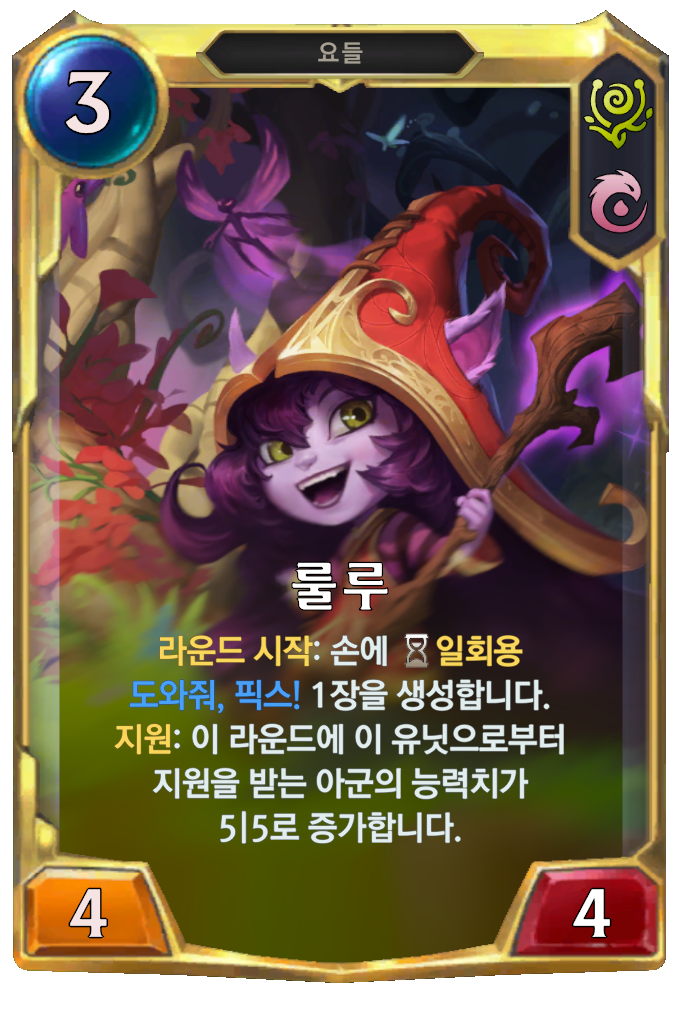 요들
3
룰루
라운드 시작: 손에 일회용
도와줘, 픽스! 1장을 생성합니다.
지원: 이 라운드에 이 유닛으로부터
지원을 받는 아군의 능력치가
5|5로 증가합니다.
4
4